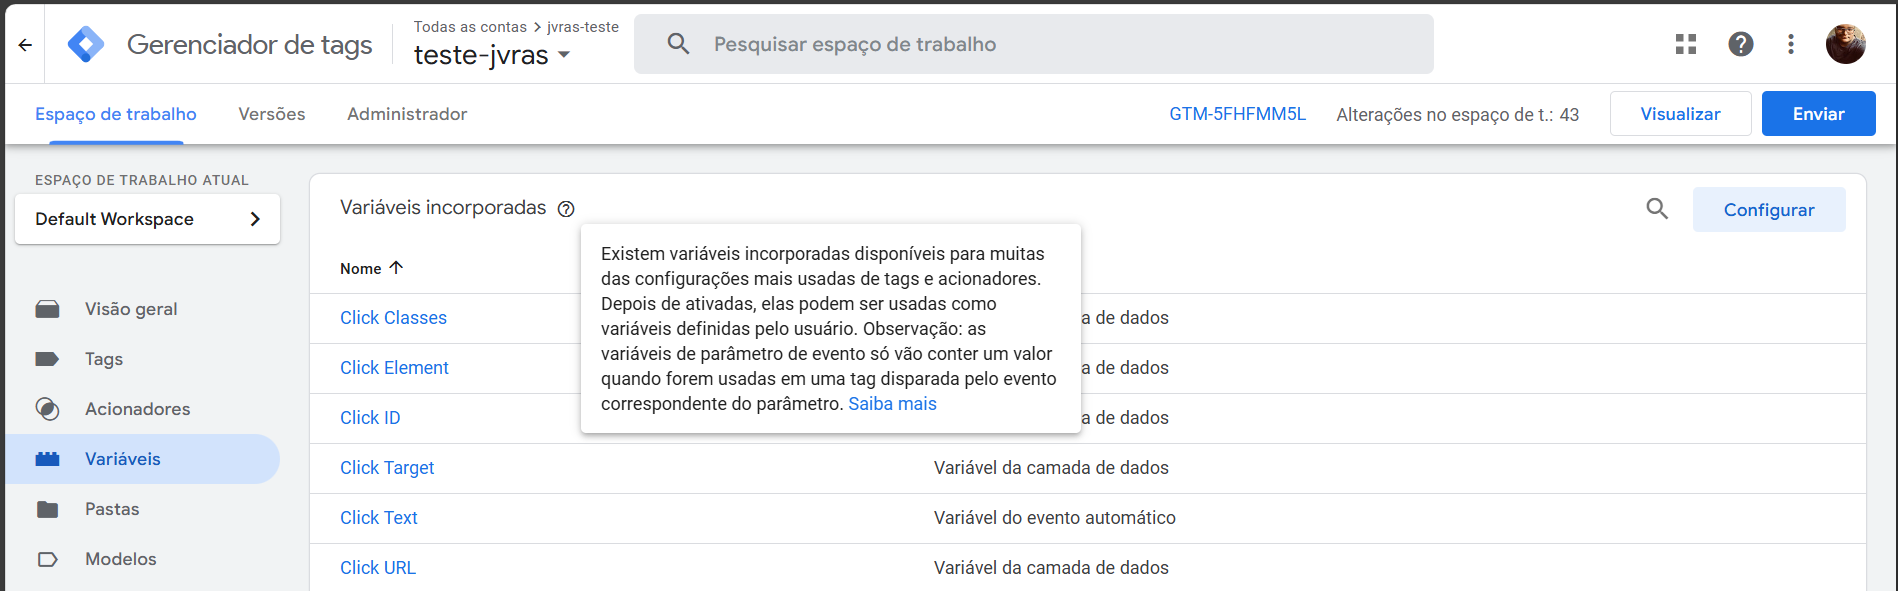 Gerenciador de tags
Todas as contas > jvras-teste
teste-jvras
Pesquisar espaço de trabalho
Espaço de trabalho
Versões
Administrador
GTM-5FHFMM5L
Alterações no espaço de t.: 43
Visualizar
Enviar
ESPAÇO DE TRABALHO ATUAL
Default Workspace
Visão geral
Tags
Acionadores
Variáveis
Pastas
Modelos
Variáveis incorporadas
Configurar
Existem variáveis incorporadas disponíveis para muitas
das configurações mais usadas de tags e acionadores.
Depois de ativadas, elas podem ser usadas como
variáveis definidas pelo usuário. Observação: as
variáveis de parâmetro de evento só vão conter um valor
quando forem usadas em uma tag disparada pelo evento
correspondente do parâmetro. Saiba mais
Nome
Click Classes
a de dados
Click Element
a de dados
Click ID
a de dados
Click Target
Variável da camada de dados
Click Text
Variável do evento automático
Click URL
Variável da camada de dados